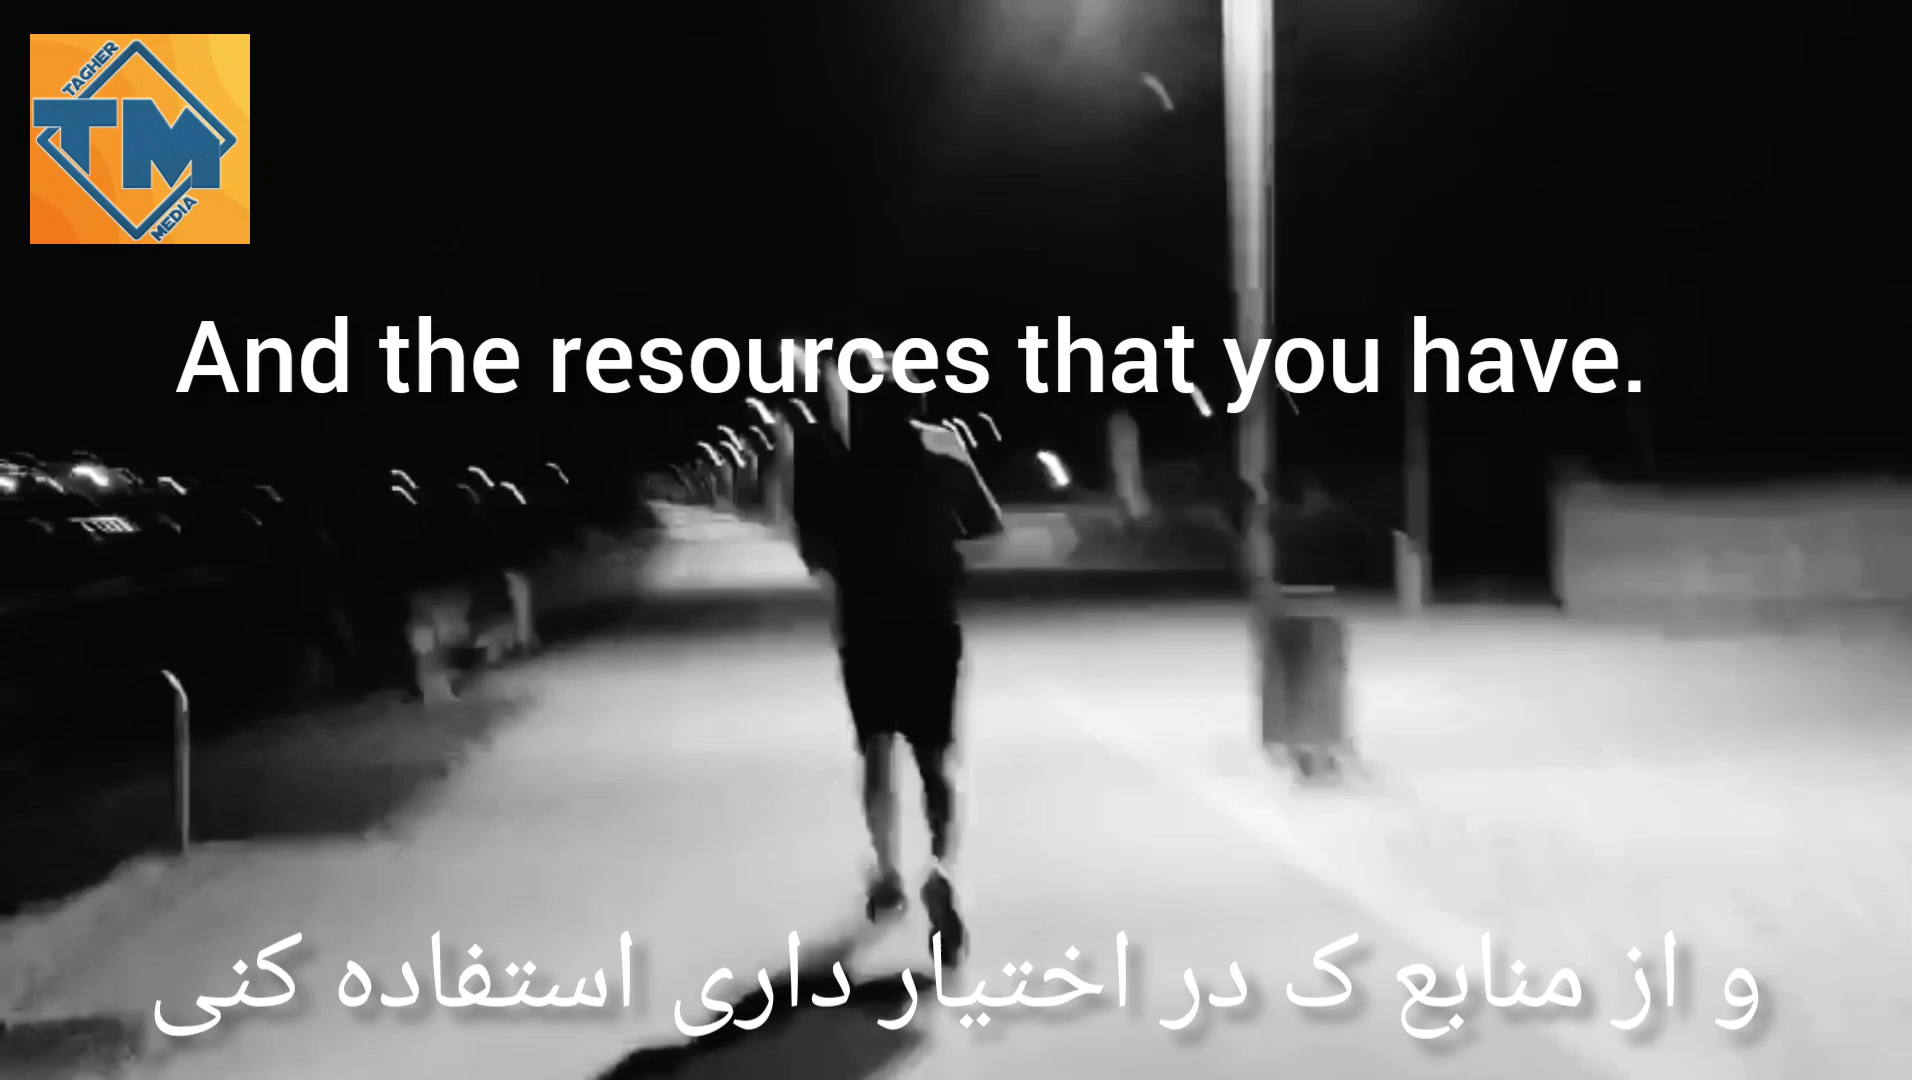 TAGHER
TM
MEDIA
And the resources that you have.
و از منابع ک در اختیار داری استفاده کنی